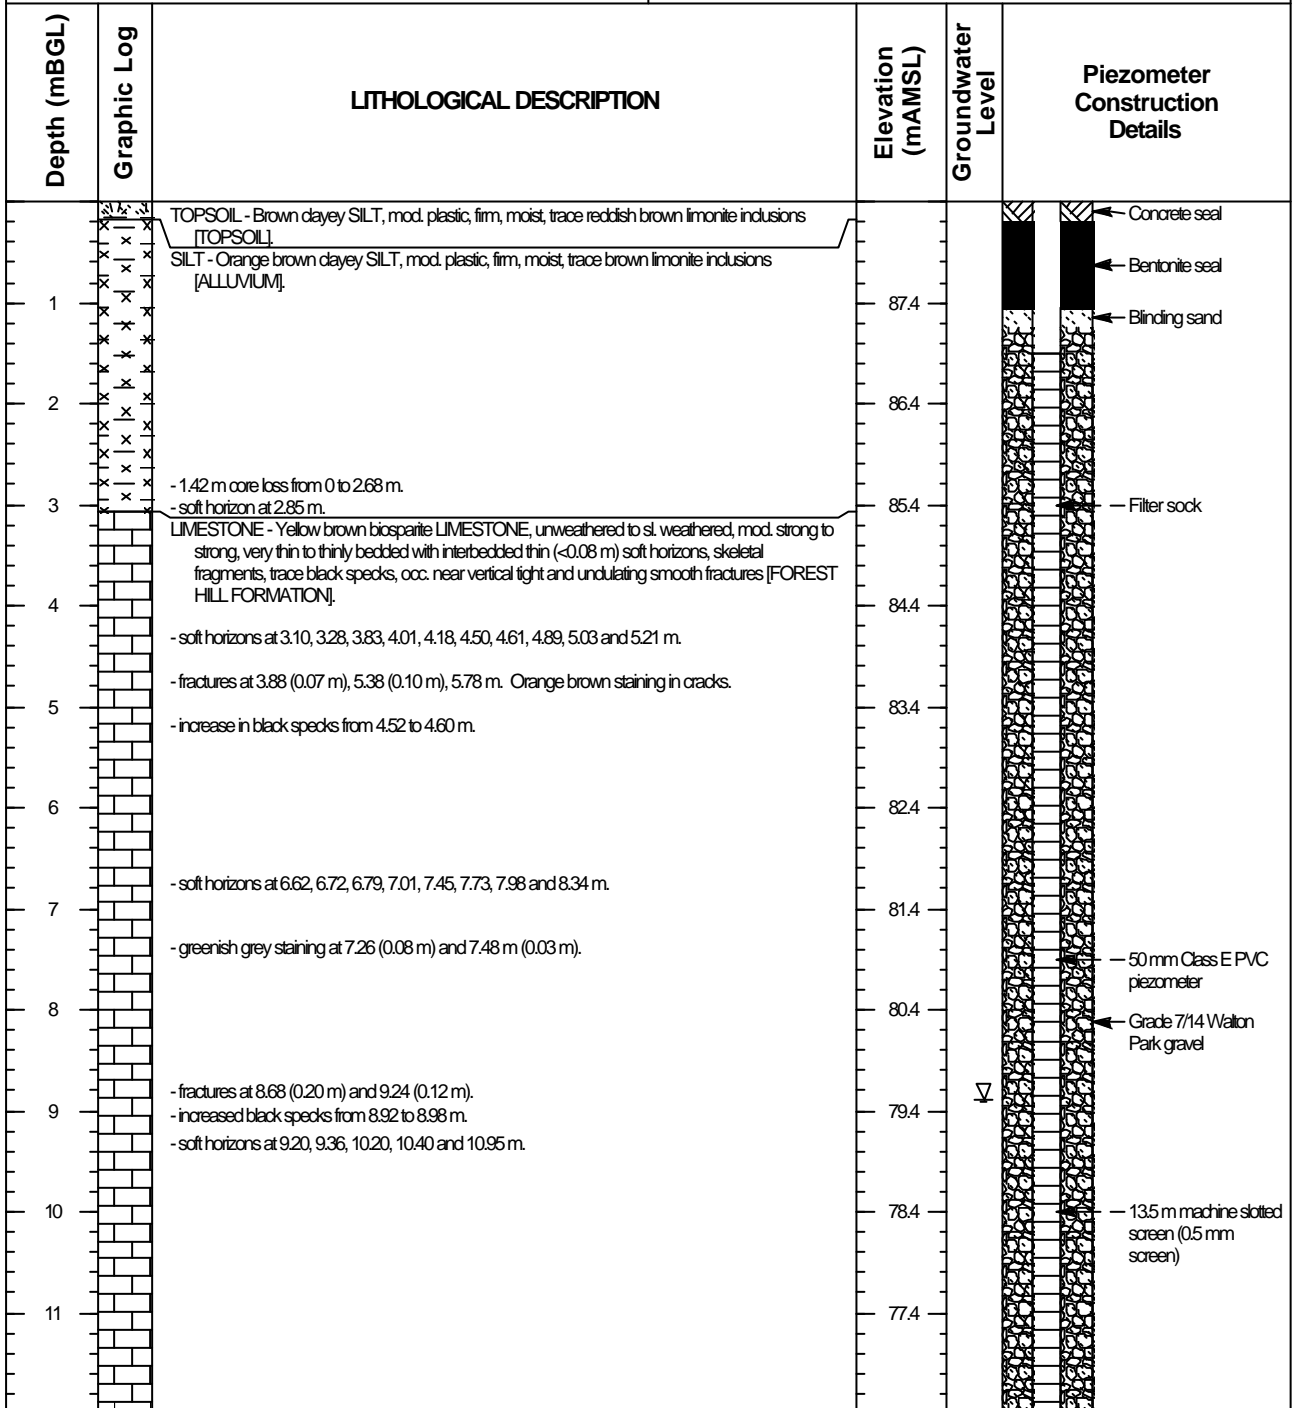 Depth (mBGL)
Graphic Log
LITHOLOGICAL DESCRIPTION
Elevation
(mAMSL)
Groundwater
Level
Piezometer
Construction
Details
TOPSOIL - Brown clayey SILT, mod. plastic, firm, moist, trace reddish brown limonite inclusions
[TOPSOIL].
SILT - Orange brown clayey SILT, mod. plastic, firm, moist, trace brown limonite inclusions
[ALLUVIUM].
- 1.42 m core loss from 0 to 2.68 m.
- soft horizon at 2.85 m.
LIMESTONE - Yellow brown biosparite LIMESTONE, unweathered to sl. weathered, mod. strong to
strong, very thin to thinly bedded with interbedded thin (<0.08 m) soft horizons, skeletal
fragments, trace black specks, occ. near vertical tight and undulating smooth fractures [FOREST
HILL FORMATION].
- soft horizons at 3.10, 3.28, 3.83, 4.01, 4.18, 4.50, 4.61, 4.89, 5.03 and 5.21 m.
- fractures at 3.88 (0.07 m), 5.38 (0.10 m), 5.78 m. Orange brown staining in cracks.
- increase in black specks from 4.52 to 4.60 m.
- soft horizons at 6.62, 6.72, 6.79, 7.01, 7.45, 7.73, 7.98 and 8.34 m.
- greenish grey staining at 7.26 (0.08 m) and 7.48 m (0.03 m).
- fractures at 8.68 (0.20 m) and 9.24 (0.12 m).
- increased black specks from 8.92 to 8.98 m.
- soft horizons at 9.20, 9.36, 10.20, 10.40 and 10.95 m.
1
2
3
4
5
6
7
8
9
10
11
87.4
86.4
85.4
84.4
83.4
82.4
81.4
80.4
79.4
78.4
77.4
Concrete seal
Bentonite seal
Blinding sand
Filter sock
50 mm Class E PVC
piezometer
Grade 7/14 Walton
Park gravel
13.5 m machine slotted
screen (0.5 mm
screen)